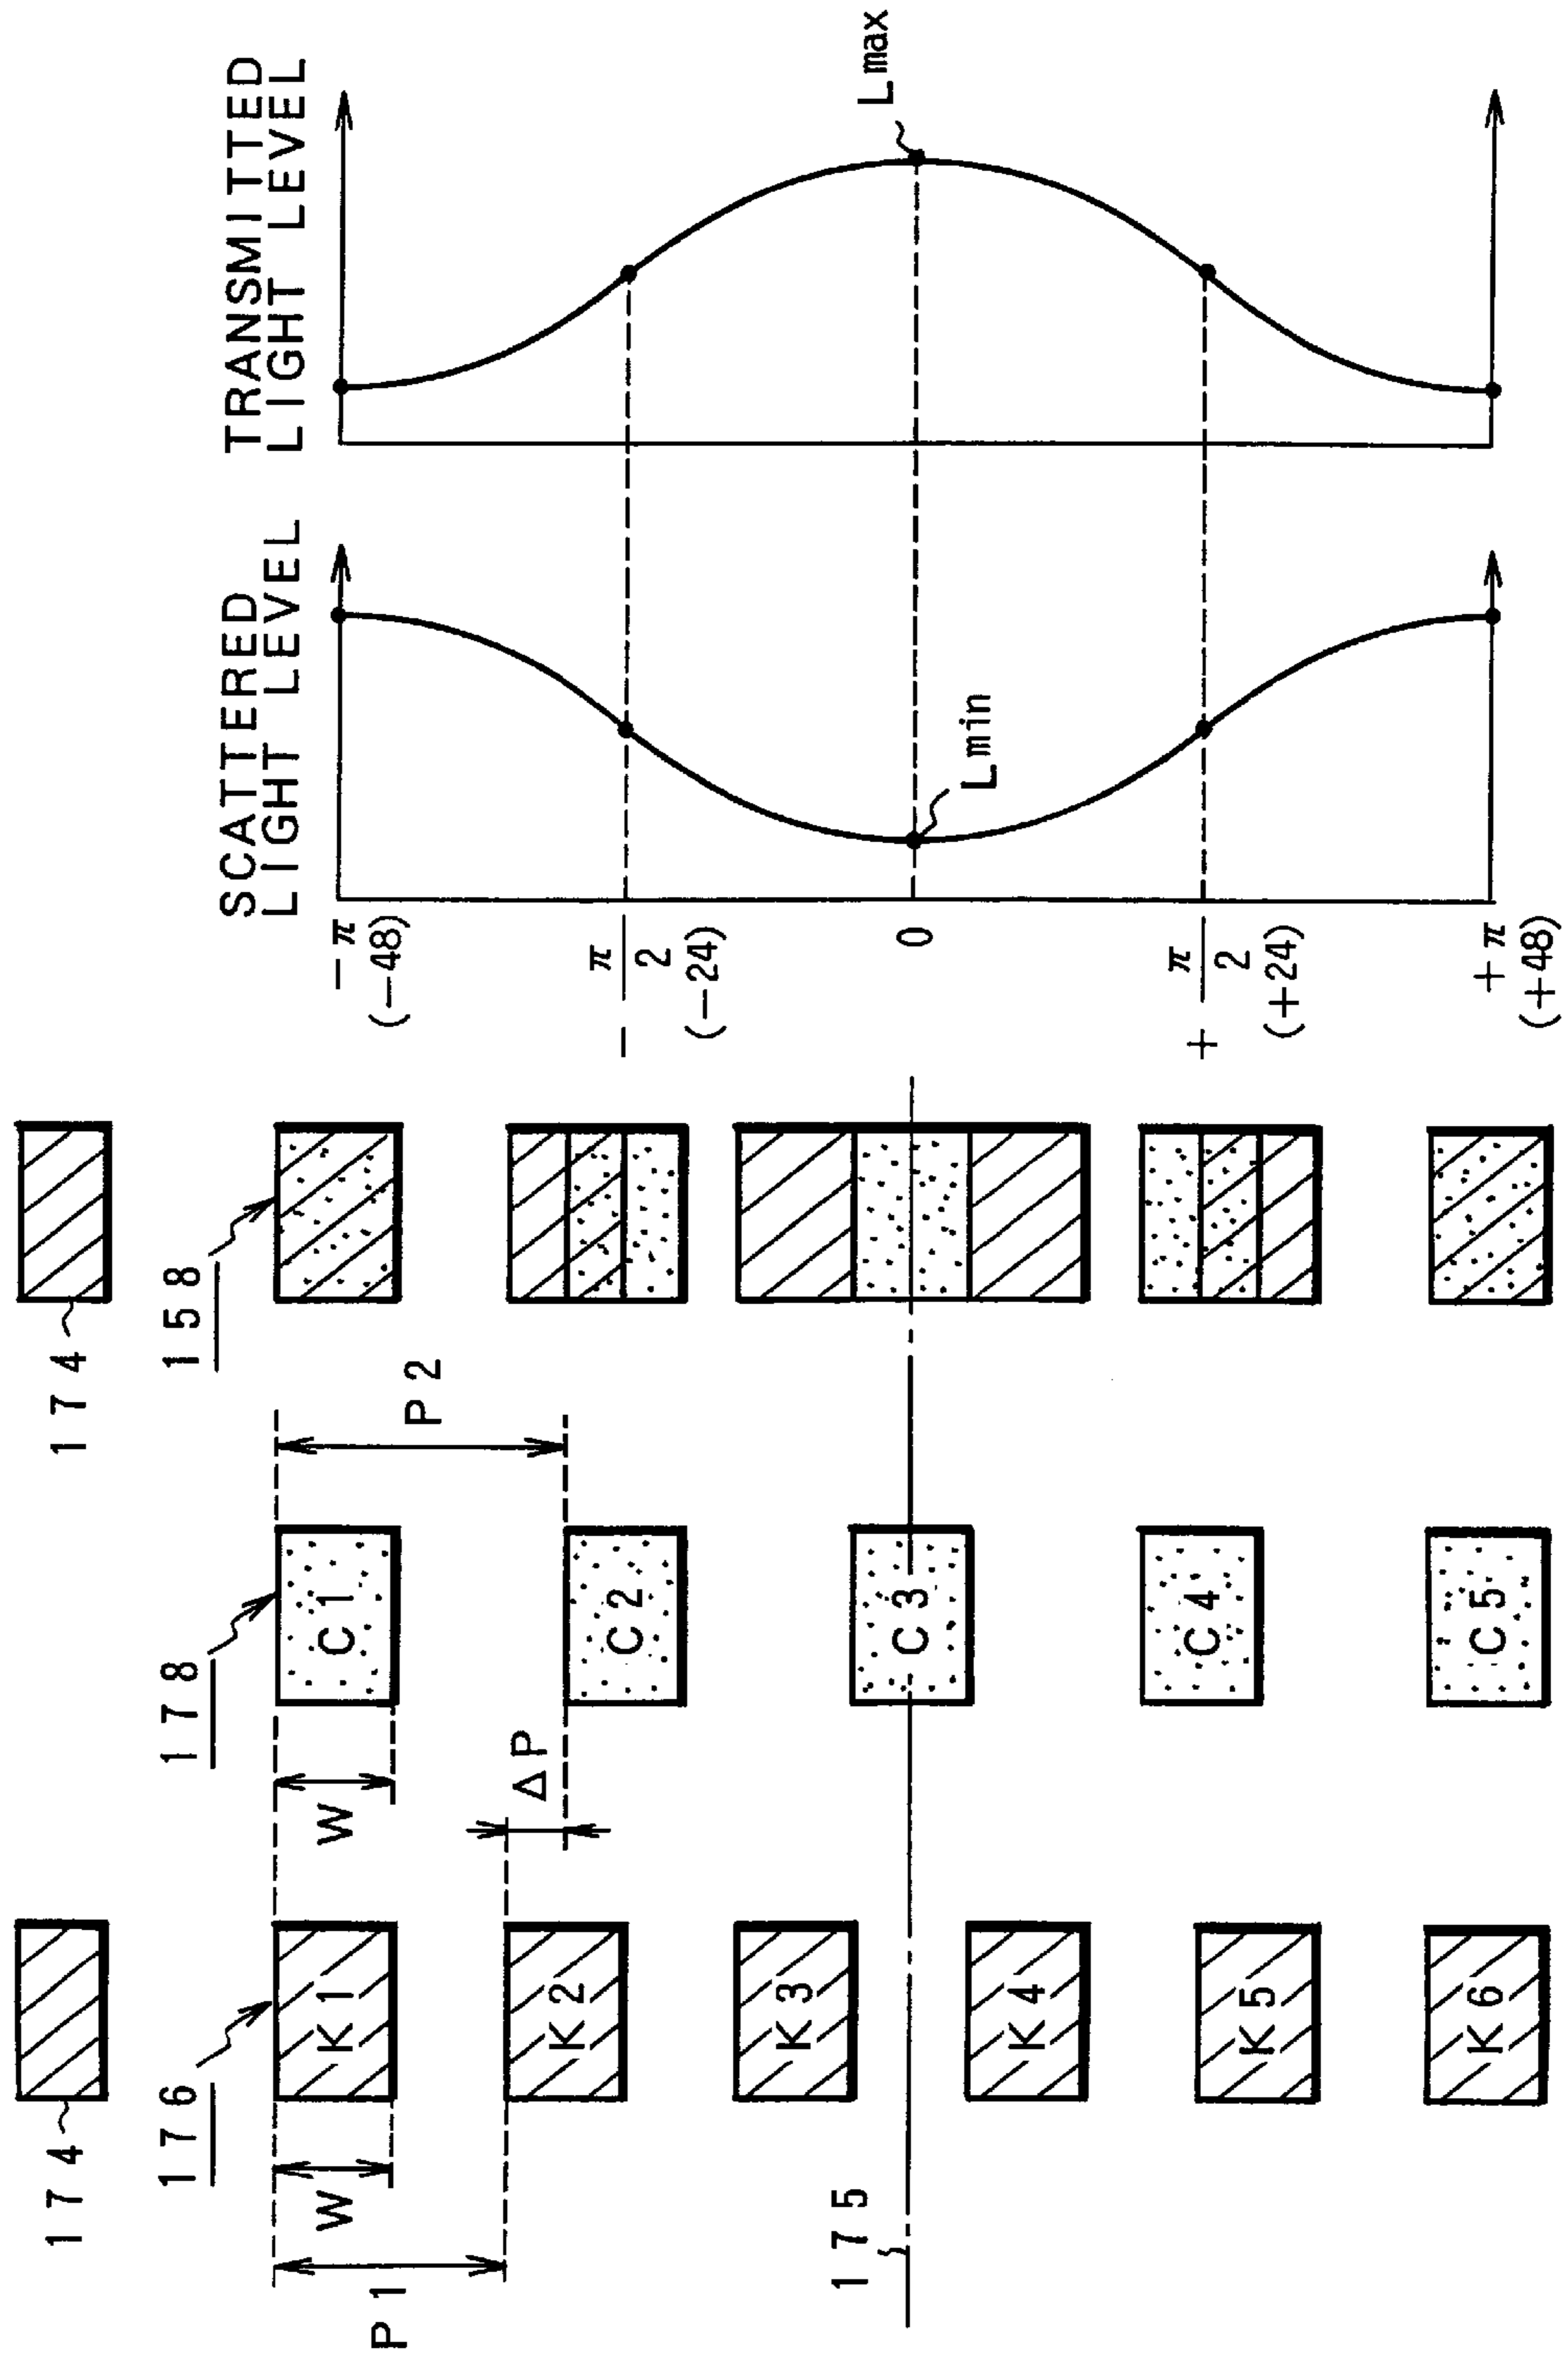 174
176
W
P1
K1
K2
K3
K4
K5
K6
175
178
W
ΔP
P2
C1
C2
C3
C4
C5
174
158
SCATTERED
LIGHT LEVEL
-π
(-48)
- π/2
(-24)
0
+ π/2
(+24)
+π
(+48)
Lmin
TRANSMITTED
LIGHT LEVEL
Lmax